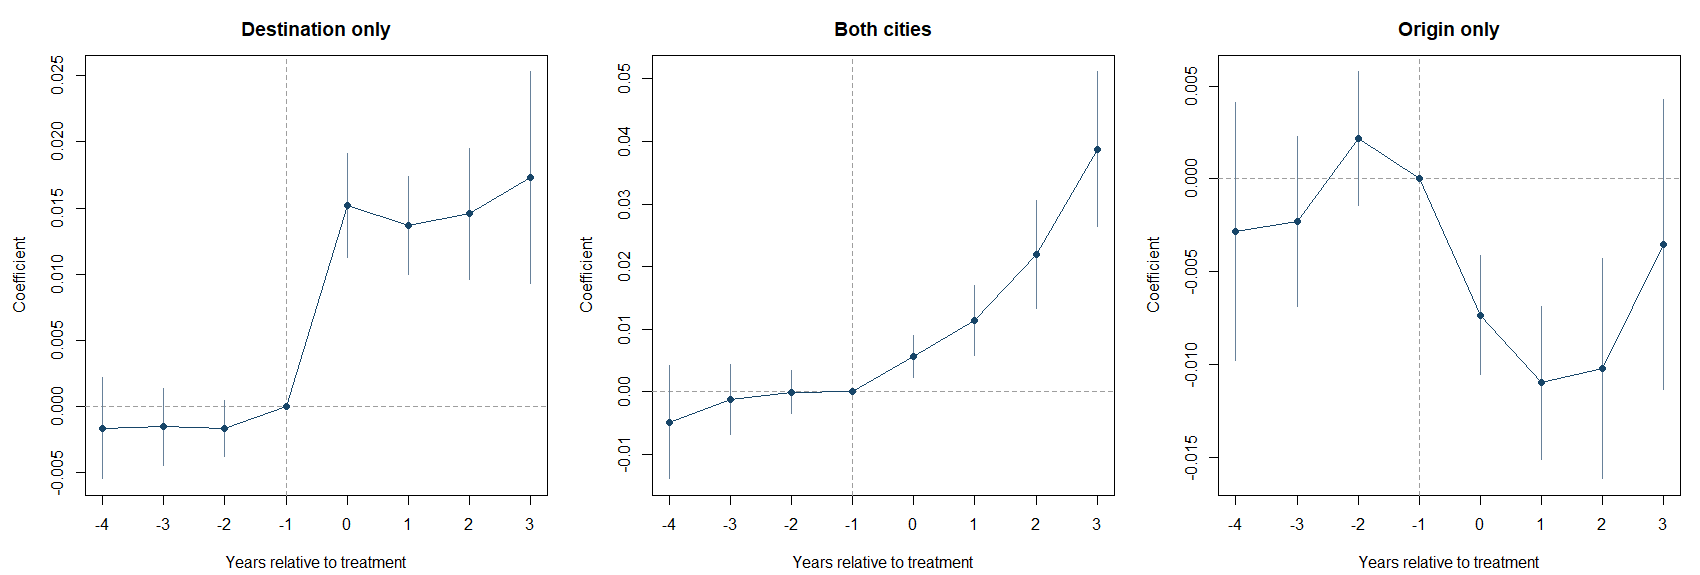 Destination only
Coefficient
0.025
0.020
0.015
0.010
0.005
0.000
-0.005
-4 -3 -2 -1 0 1 2 3
Years relative to treatment
Both cities
Coefficient
0.05
0.04
0.03
0.02
0.01
0.00
-0.01
-4 -3 -2 -1 0 1 2 3
Years relative to treatment
Origin only
Coefficient
0.005
0.000
-0.005
-0.010
-0.015
-4 -3 -2 -1 0 1 2 3
Years relative to treatment